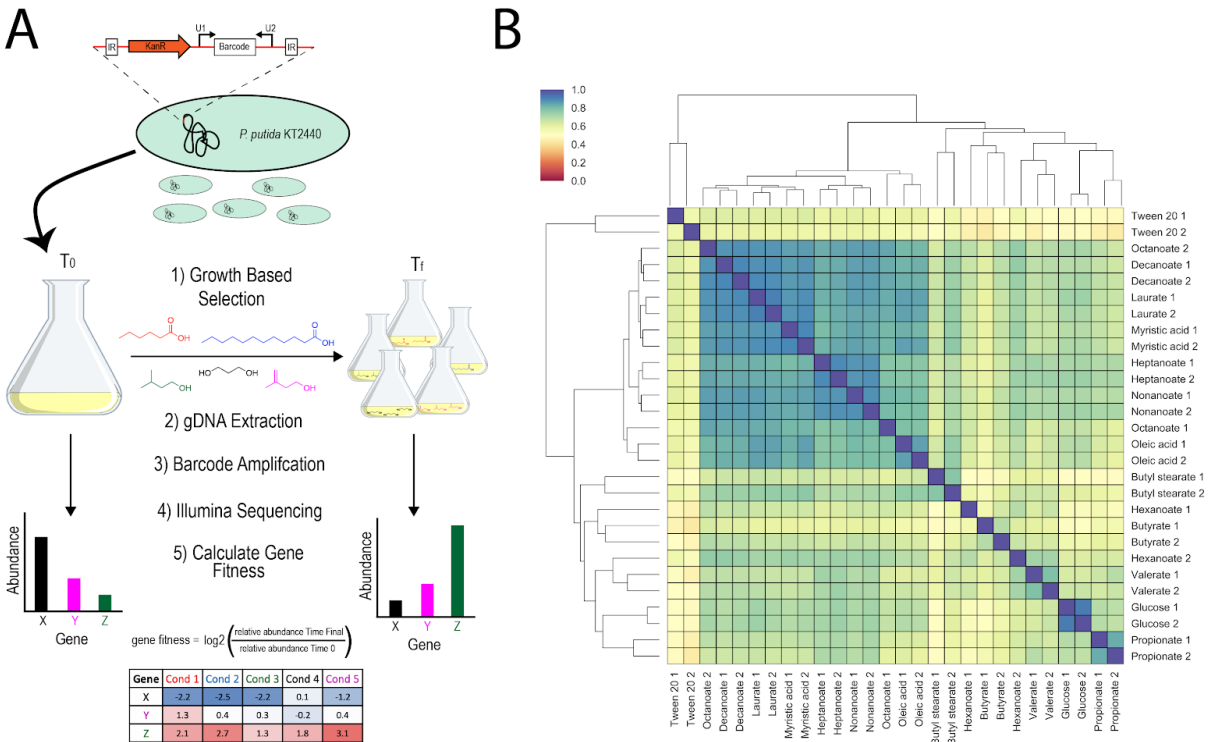 A
IR
KanR
U1
Barcode
U2
IR
P. putida KT2440
T0
Tf
1) Growth Based
Selection
O
OH
O
OH
OH
HO OH
OH
2) gDNA Extraction
3) Barcode Amplifcation
4) Illumina Sequencing
5) Calculate Gene
Fitness
Abundance
X Y Z
Gene
Abundance
X Y Z
Gene
gene fitness = log2 ( relative abundance Time Final
relative abundance Time 0 )
Gene Cond 1 Cond 2 Cond 3 Cond 4 Cond 5
X -2.2 -2.5 -2.2 0.1 -1.2
Y 1.3 0.4 0.3 -0.2 0.4
Z 2.1 2.7 1.3 1.8 3.1
B
1.0
0.8
0.6
0.4
0.2
0.0
Tween 20 1
Tween 20 2
Octanoate 2
Decanoate 1
Decanoate 2
Laurate 1
Laurate 2
Myristic acid 1
Myristic acid 2
Heptanoate 1
Heptanoate 2
Nonanoate 1
Nonanoate 2
Octanoate 1
Oleic acid 1
Oleic acid 2
Butyl stearate 1
Butyl stearate 2
Hexanoate 1
Butyrate 1
Butyrate 2
Hexanoate 2
Valerate 1
Valerate 2
Glucose 1
Glucose 2
Propionate 1
Propionate 2
Tween 20 1
Tween 20 2
Octanoate 2
Decanoate 1
Decanoate 2
Laurate 1
Laurate 2
Myristic acid 1
Myristic acid 2
Heptanoate 1
Heptanoate 2
Nonanoate 1
Nonanoate 2
Octanoate 1
Oleic acid 1
Oleic acid 2
Butyl stearate 1
Butyl stearate 2
Hexanoate 1
Butyrate 1
Butyrate 2
Hexanoate 2
Valerate 1
Valerate 2
Glucose 1
Glucose 2
Propionate 1
Propionate 2